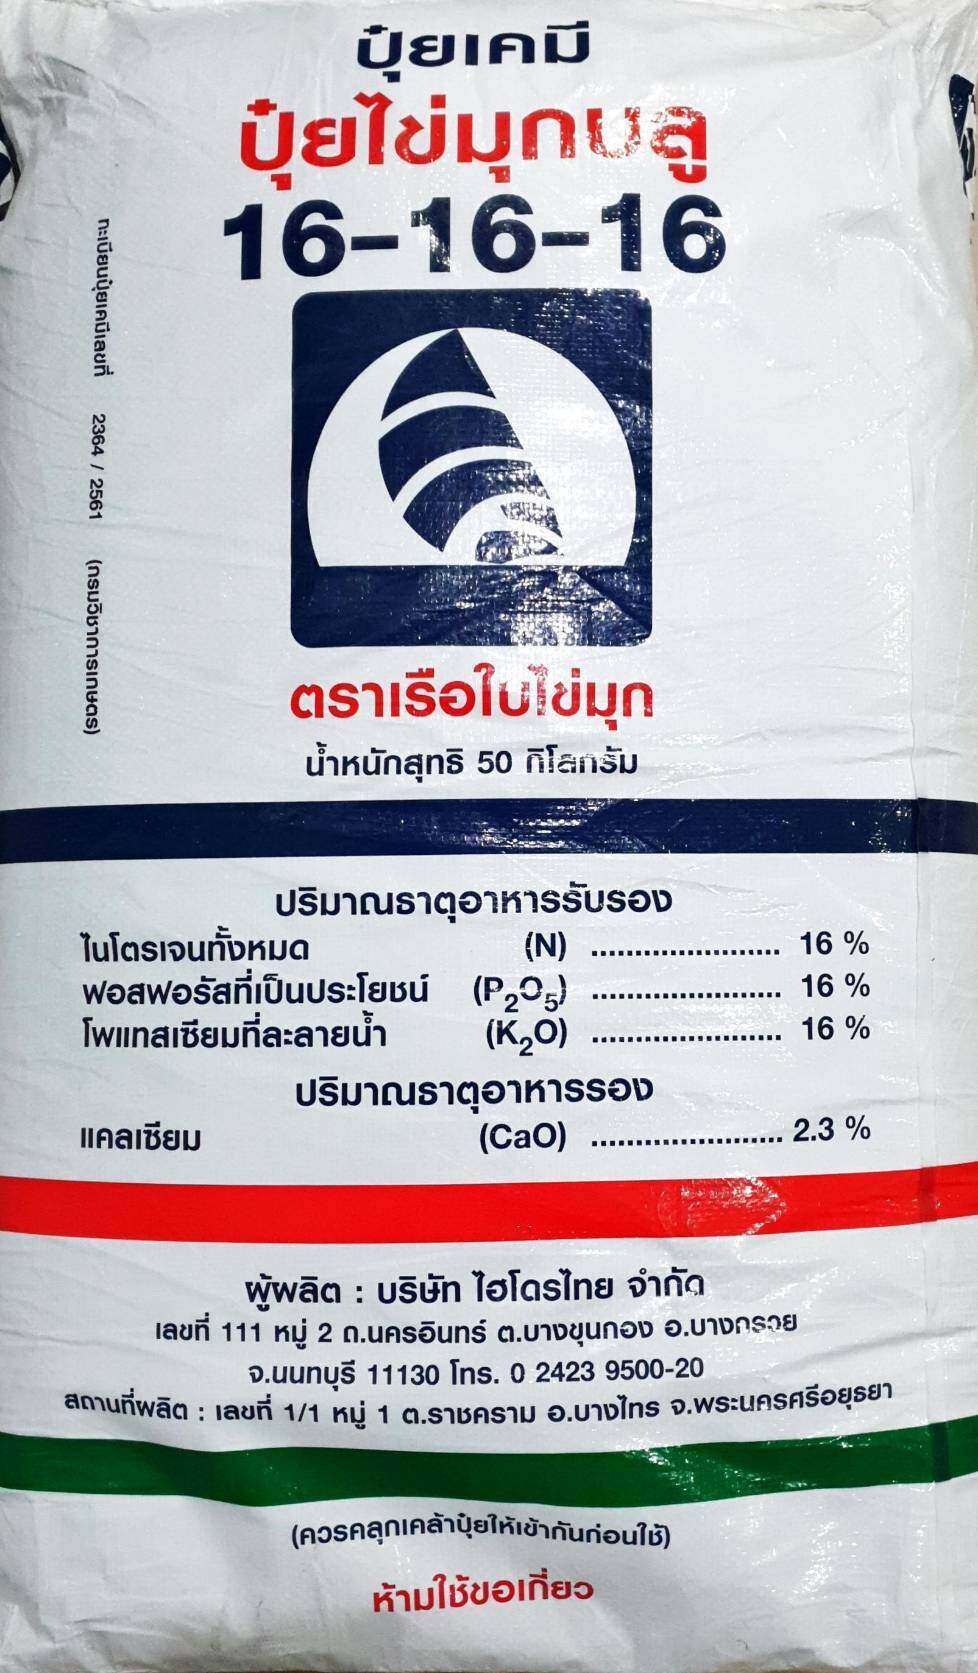 ปุ๋ยเคมี
ปุ๋ยไข่มุกบลู
16-16-16
ทะเบียนปุ๋ยเคมีเลขที่ 2364 / 2561 (กรมวิชาการเกษตร)
ตราเรือใบไข่มุก
น้ำหนักสุทธิ 50 กิโลกรัม
ปริมาณธาตุอาหารรับรอง
ไนโตรเจนทั้งหมด (N) ...................... 16 %
ฟอสฟอรัสที่เป็นประโยชน์ (P2O5) ...................... 16 %
โพแทสเซียมที่ละลายน้ำ (K2O) ...................... 16 %
ปริมาณธาตุอาหารรอง
แคลเซียม (CaO) ...................... 2.3 %
ผู้ผลิต : บริษัท ไฮโดรไทย จำกัด
เลขที่ 111 หมู่ 2 ถ.นครอินทร์ ต.บางขุนกอง อ.บางกรวย
จ.นนทบุรี 11130 โทร. 0 2423 9500-20
สถานที่ผลิต : เลขที่ 1/1 หมู่ 1 ต.ราชคราม อ.บางไทร จ.พระนครศรีอยุธยา
(ควรคลุกเคล้าปุ๋ยให้เข้ากันก่อนใช้)
ห้ามใช้ขอเกี่ยว